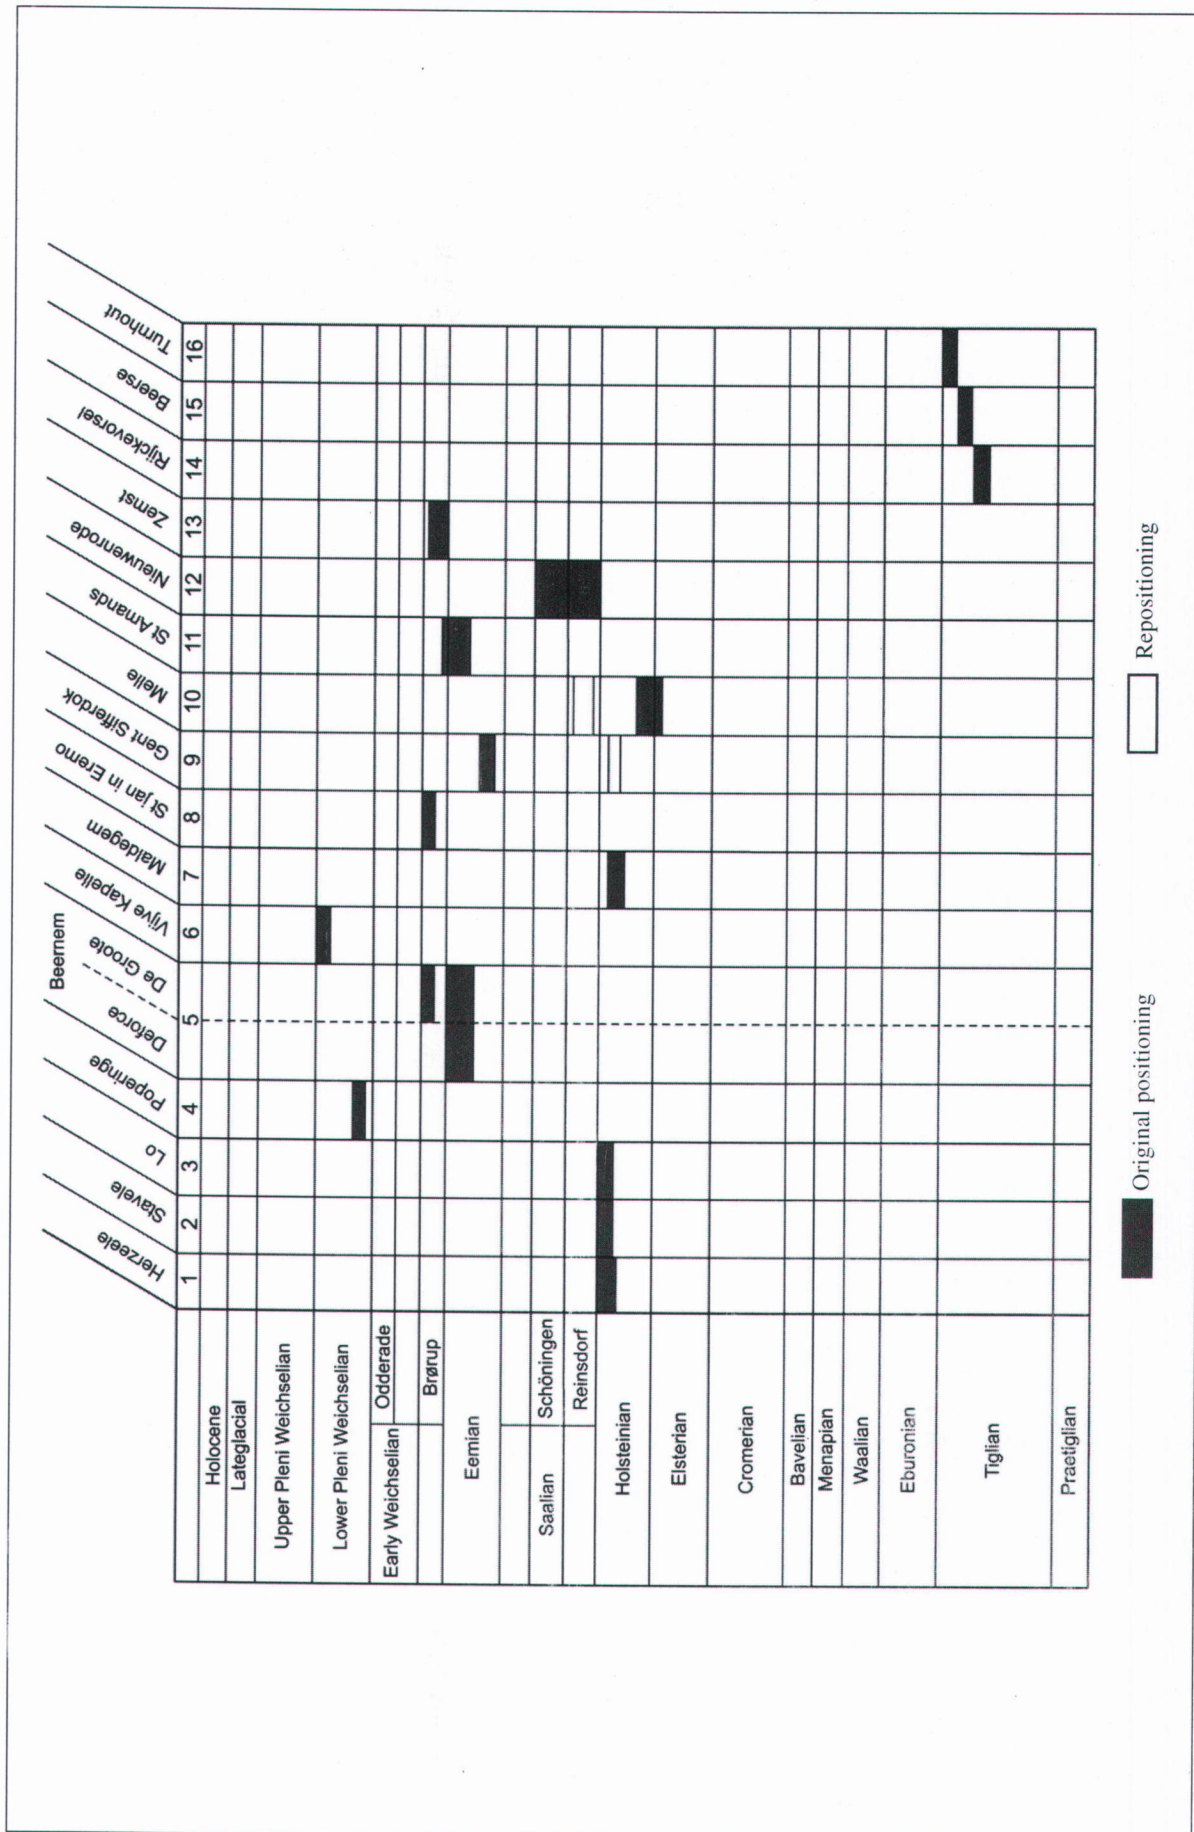 Beernem
Herzeele
Stavele
Lo
Poperinge
Deforce
De Groote
Vijve Kapelle
Maldegem
St jan in Eremo
Gent Sifferdok
Melle
St Amands
Nieuwenrode
Zemst
Rijckevorsel
Beerse
Turnhout
1 2 3 4 5 6 7 8 9 10 11 12 13 14 15 16
Holocene
Lateglacial
Upper Pleni Weichselian
Lower Pleni Weichselian
Early Weichselian
Odderade
Brørup
Eemian
Saalian
Schöningen
Reinsdorf
Holsteinian
Elsterian
Cromerian
Bavelian
Menapian
Waalian
Eburonian
Tiglian
Praetiglian
Original positioning
Repositioning